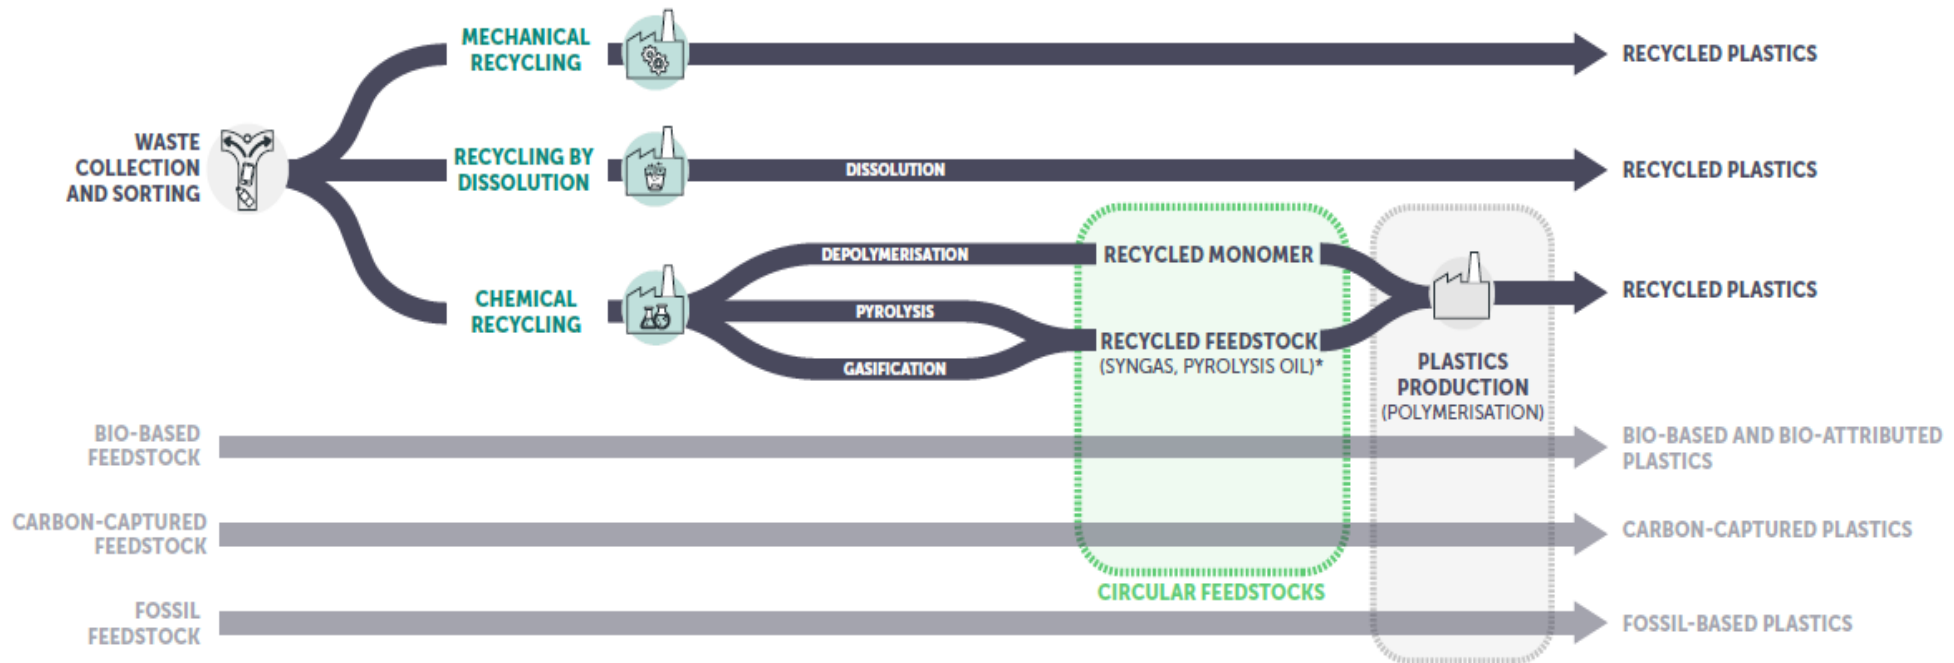 MECHANICAL
RECYCLING
RECYCLED PLASTICS
WASTE
COLLECTION
AND SORTING
RECYCLING BY
DISSOLUTION
DISSOLUTION
RECYCLED PLASTICS
CHEMICAL
RECYCLING
DEPOLYMERISATION
PYROLYSIS
GASIFICATION
RECYCLED MONOMER
RECYCLED FEEDSTOCK
(SYNGAS, PYROLYSIS OIL)*
PLASTICS
PRODUCTION
(POLYMERISATION)
RECYCLED PLASTICS
BIO-BASED
FEEDSTOCK
BIO-BASED AND BIO-ATTRIBUTED
PLASTICS
CARBON-CAPTURED
FEEDSTOCK
CARBON-CAPTURED PLASTICS
CIRCULAR FEEDSTOCKS
FOSSIL
FEEDSTOCK
FOSSIL-BASED PLASTICS